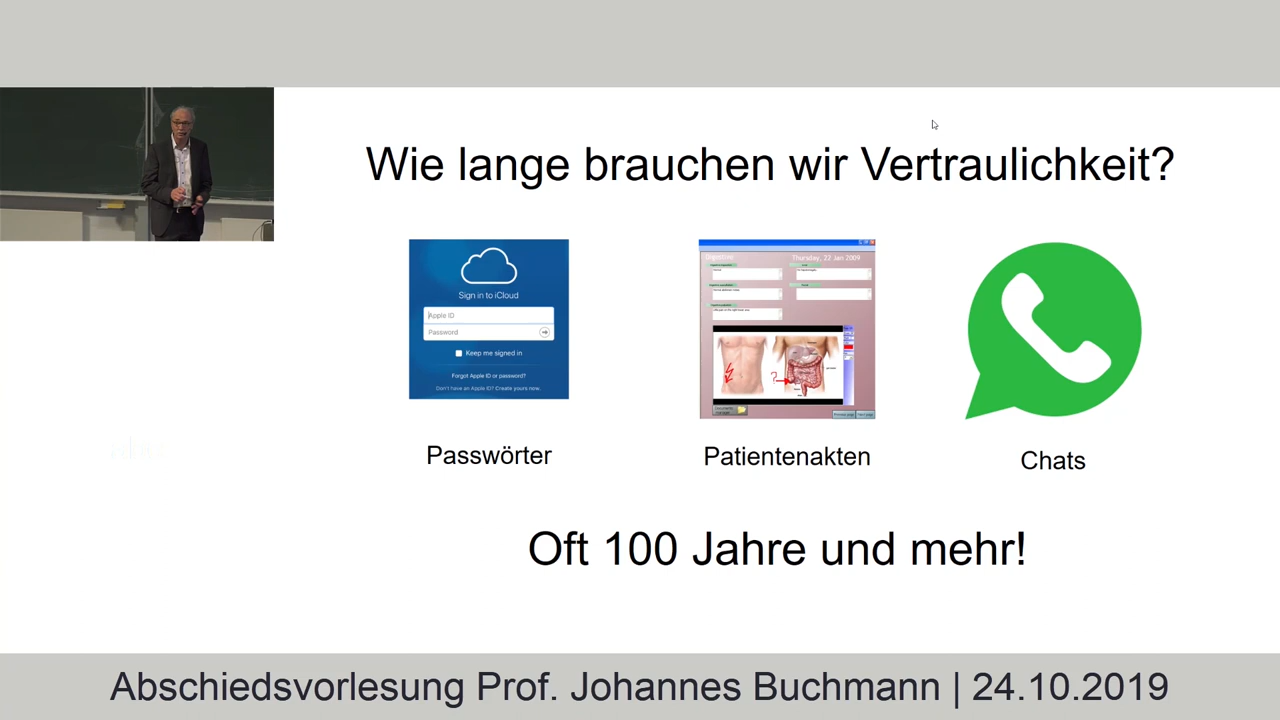 Wie lange brauchen wir Vertraulichkeit?
Sign in to iCloud
Apple ID
Password
Keep me signed in
Forgot Apple ID or password?
Don't have an Apple ID? Create yours now.
Thursday, 22 Jan 2009
?
Passwörter
Patientenakten
Chats
Oft 100 Jahre und mehr!
Abschiedsvorlesung Prof. Johannes Buchmann | 24.10.2019